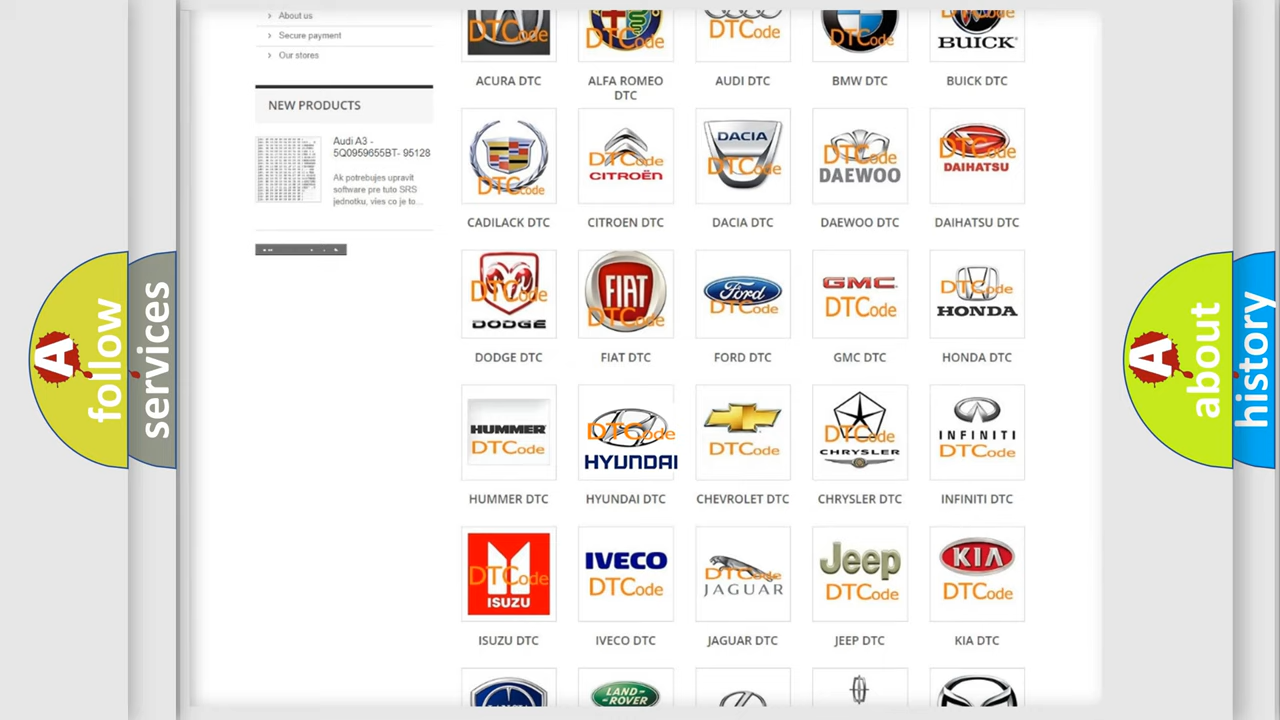 About us
Secure payment
Our stores
NEW PRODUCTS
Audi A3 -
5Q0959655BT- 95128
Ak potrebujes upravit
software pre tuto SRS
jednotku, vies co je to...
DTCode
DTCode
DTCode
DTCode
BUICK
ACURA DTC
ALFA ROMEO
DTC
AUDI DTC
BMW DTC
BUICK DTC
DTCode
DTCode
CITROËN
DACIA
DTCode
DTCode
DAEWOO
DTCode
DAIHATSU
CADILACK DTC
CITROEN DTC
DACIA DTC
DAEWOO DTC
DAIHATSU DTC
DTCode
DODGE
FIAT
DTCode
Ford
DTCode
GMC
DTCode
DTCode
HONDA
DODGE DTC
FIAT DTC
FORD DTC
GMC DTC
HONDA DTC
HUMMER
DTCode
DTCode
HYUNDAI
DTCode
DTCode
CHRYSLER
INFINITI
DTCode
HUMMER DTC
HYUNDAI DTC
CHEVROLET DTC
CHRYSLER DTC
INFINITI DTC
DTCode
ISUZU
IVECO
DTCode
DTCode
JAGUAR
Jeep
DTCode
KIA
DTCode
ISUZU DTC
IVECO DTC
JAGUAR DTC
JEEP DTC
KIA DTC
LAND-
ROVER
A
follow
services
A
about
history